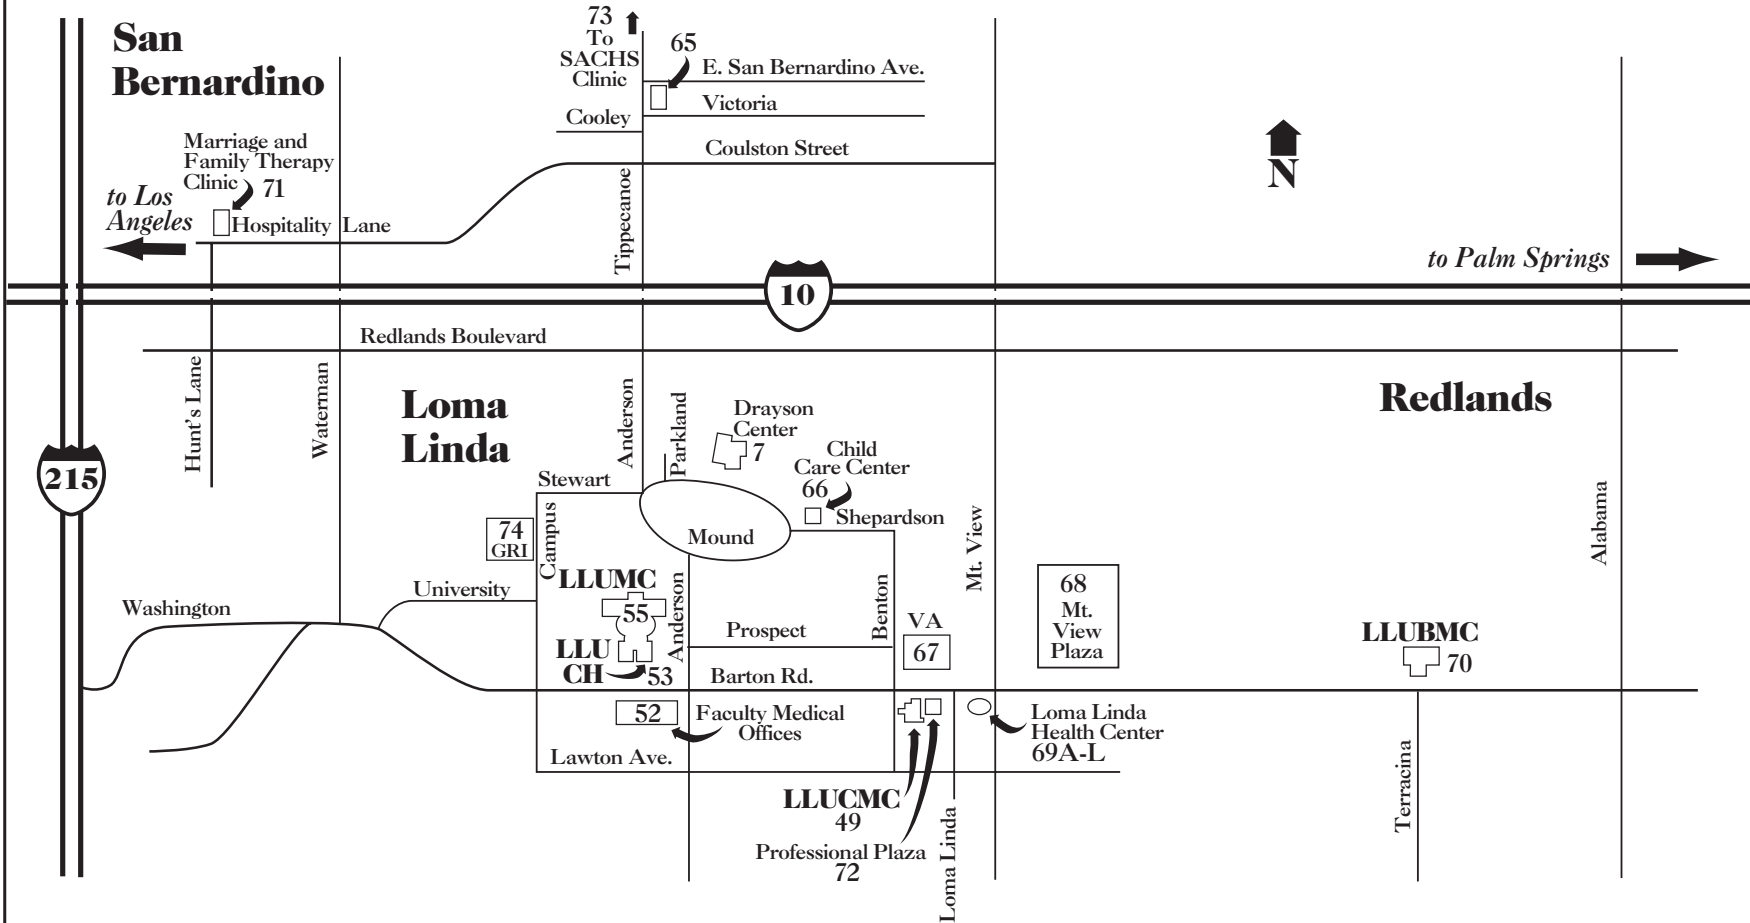 San
Bernardino
73
To
SACHS
Clinic
65
E. San Bernardino Ave.
Victoria
Cooley
Coulston Street
Marriage and
Family Therapy
Clinic
71
to Los
Angeles
Hospitality Lane
Tippecanoe
N
to Palm Springs
10
Redlands Boulevard
Hunt's Lane
Waterman
Loma
Linda
Anderson
Parkland
Drayson
Center
7
Child
Care Center
66
Shepardson
Redlands
215
Stewart
74
GRI
Campus
Mound
Mt. View
Alabama
University
Washington
LLUMC
55
LLU
CH
53
Anderson
Prospect
Benton
VA
67
68
Mt.
View
Plaza
LLUBMC
70
Barton Rd.
52
Faculty Medical
Offices
Lawton Ave.
Loma Linda
Health Center
69A-L
LLUCMC
49
Professional Plaza
72
Loma Linda
Terracina